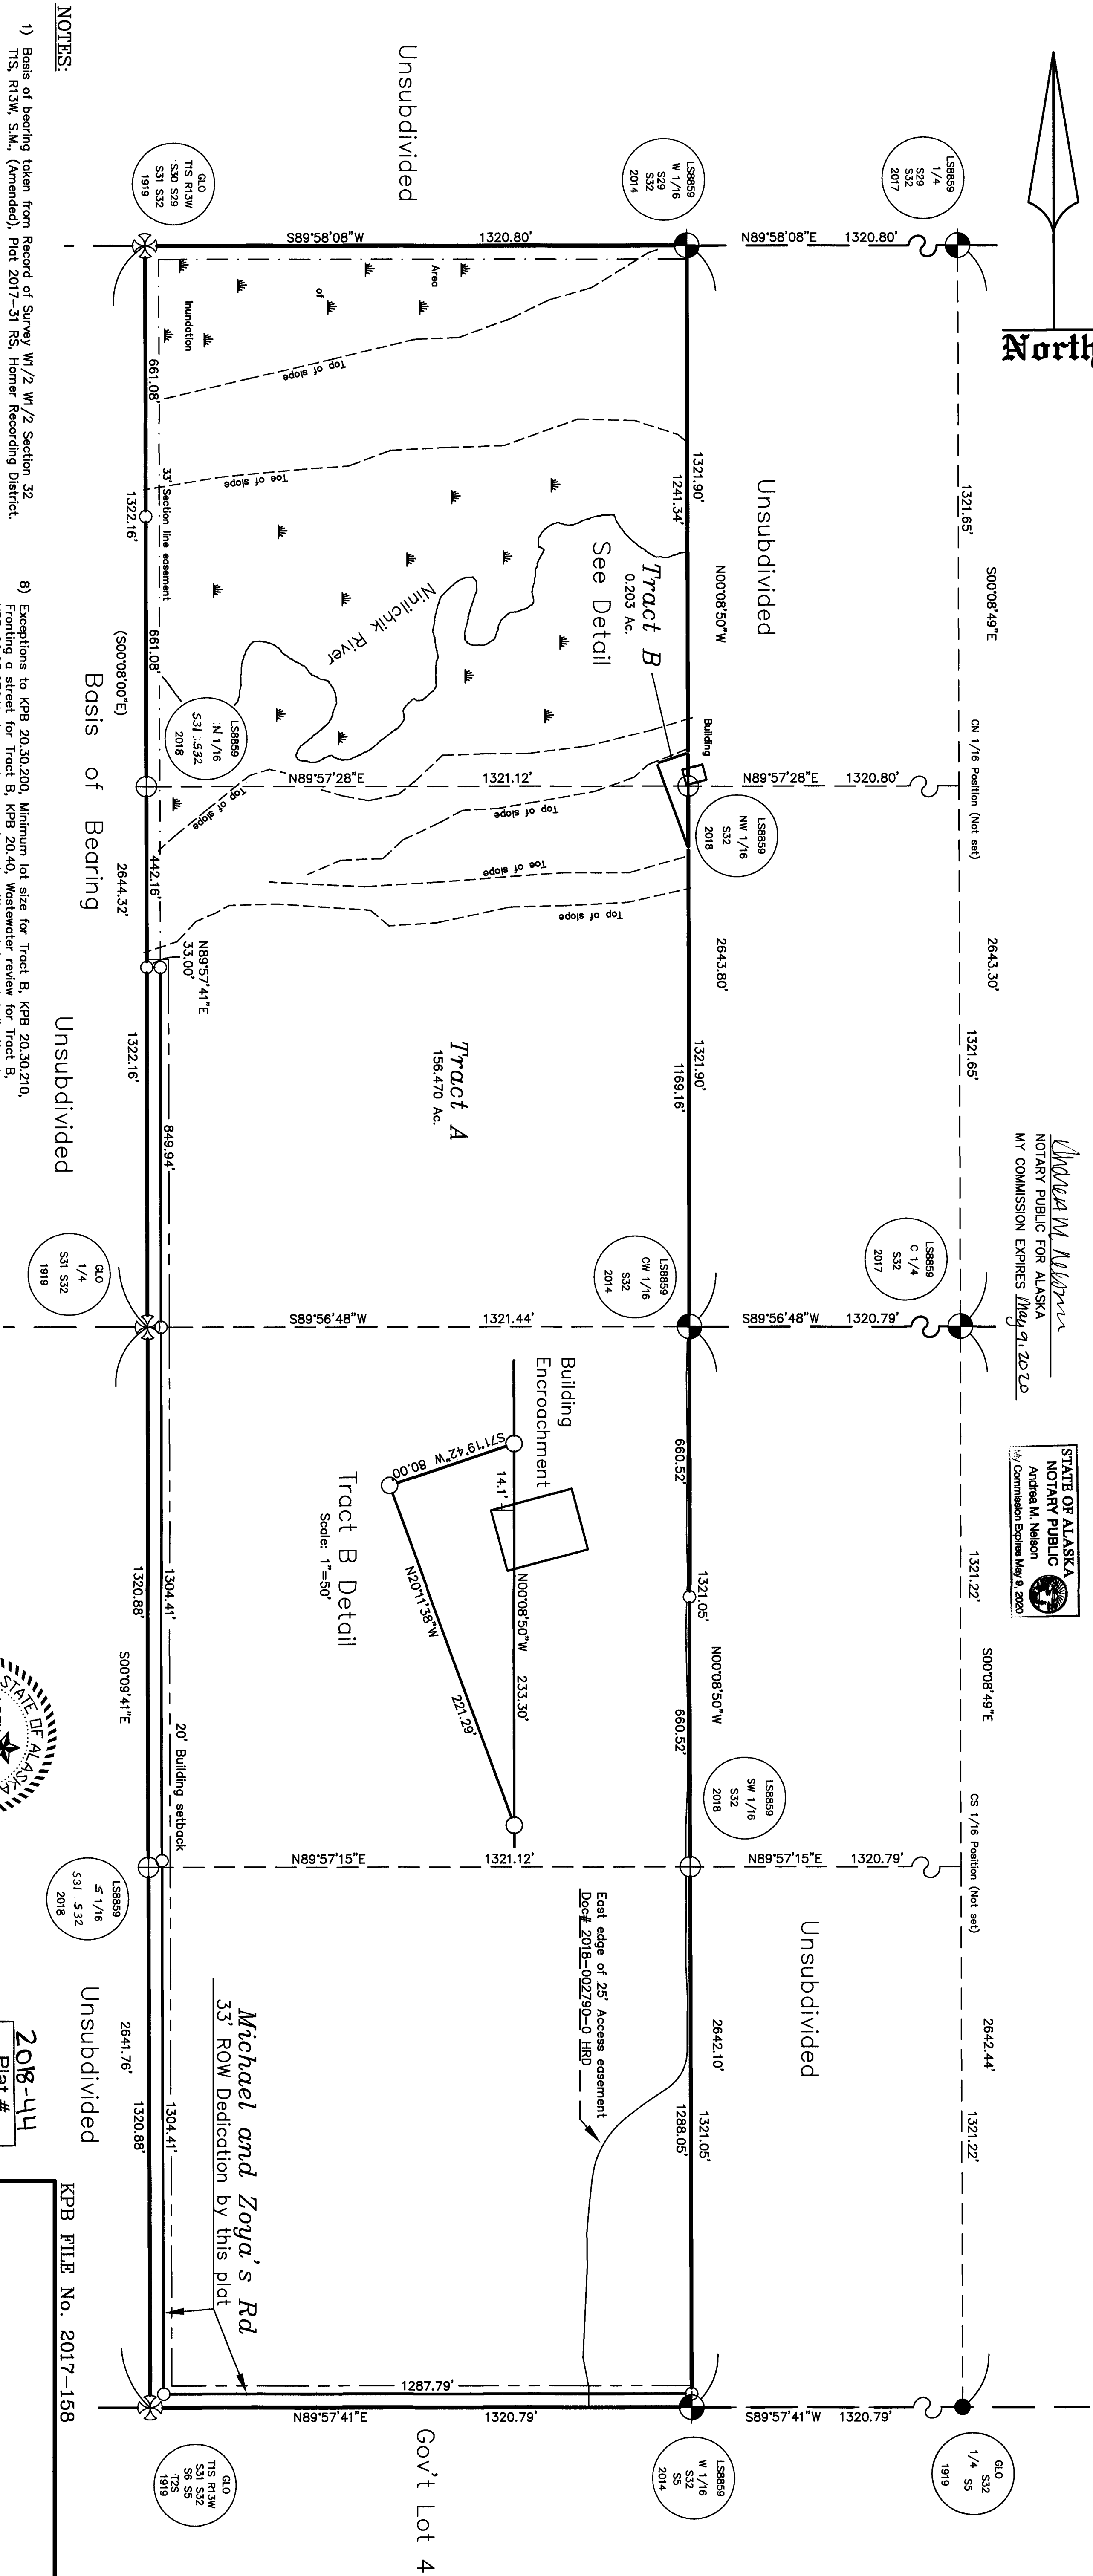 North
NOTES:
1) Basis of bearing taken from Record of Survey W1/2 W1/2 Section 32
T1S, R13W, S.M., (Amended), Plat 2017-31 RS, Homer Recording District.
8) Exceptions to KPB 20.30.200, Minimum lot size for Tract B, KPB 20.30.210,
Fronting a street for Tract B, KPB 20.40, Wastewater review for Tract B,
Unsubdivided
LS8859
1/4
S29
S32
2017
LS8859
W 1/16
S29
S32
2014
GLO
T1S R13W
S30 S29
S31 S32
1919
S89°58'08"W 1320.80'
N89°58'08"E 1320.80'
Area
of
Inundation
Top of slope
Toe of slope
661.08'
33' Section line easement
1322.16'
661.08'
(S00°08'00"E)
Basis of Bearing
2644.32'
442.16'
LS8859
N 1/16
S31 S32
2018
Ninilchik River
1321.90'
1241.34'
N00°08'50"W
Unsubdivided
Tract B
0.203 Ac.
See Detail
Building
1321.65'
S00°08'49"E
CN 1/16 Position (Not set)
2643.30'
1321.65'
N89°57'28"E 1321.12'
N89°57'28"E 1320.80'
LS8859
NW 1/16
S32
2018
Top of slope
Top of slope
Toe of slope
Top of slope
2643.80'
1321.90'
1169.16'
N89°57'41"E
33.00'
Tract A
156.470 Ac.
1322.16'
849.94'
Unsubdivided
Andrea M. Nelson
NOTARY PUBLIC FOR ALASKA
MY COMMISSION EXPIRES May 9, 2020
STATE OF ALASKA
NOTARY PUBLIC
Andrea M. Nelson
My Commission Expires May 9, 2020
LS8859
C 1/4
S32
2017
LS8859
CW 1/16
S32
2014
GLO
1/4
S31 S32
1919
S89°56'48"W 1321.44'
S89°56'48"W 1320.79'
Building
Encroachment
14.1'
S71°19'42"W 80.00'
N00°08'50"W 233.30'
N20°11'38"W 221.29'
Tract B Detail
Scale: 1"=50'
660.52'
1321.05'
N00°08'50"W
660.52'
1321.22'
S00°08'49"E
CS 1/16 Position (Not set)
2642.44'
1321.22'
1304.41'
1320.88'
S00°09'41"E
20' Building setback
LS8859
SW 1/16
S32
2018
N89°57'15"E 1321.12'
N89°57'15"E 1320.79'
LS8859
S 1/16
S31 S32
2018
STATE OF ALASKA
East edge of 25' Access easement
Doc# 2018-002790-0 HRD
Unsubdivided
2642.10'
1321.05'
1288.05'
Michael and Zoya's Rd
33' ROW Dedication by this plat
Unsubdivided
2641.76'
1304.41'
1320.88'
2018-44
Plat #
KPB FILE No. 2017-158
1287.79'
N89°57'41"E 1320.79'
S89°57'41"W 1320.79'
Gov't Lot 4
GLO
S32
1/4 S5
1919
LS8859
W 1/16
S32
S5
2014
GLO
T1S R13W
S31 S32
S6 S5
T2S
1919